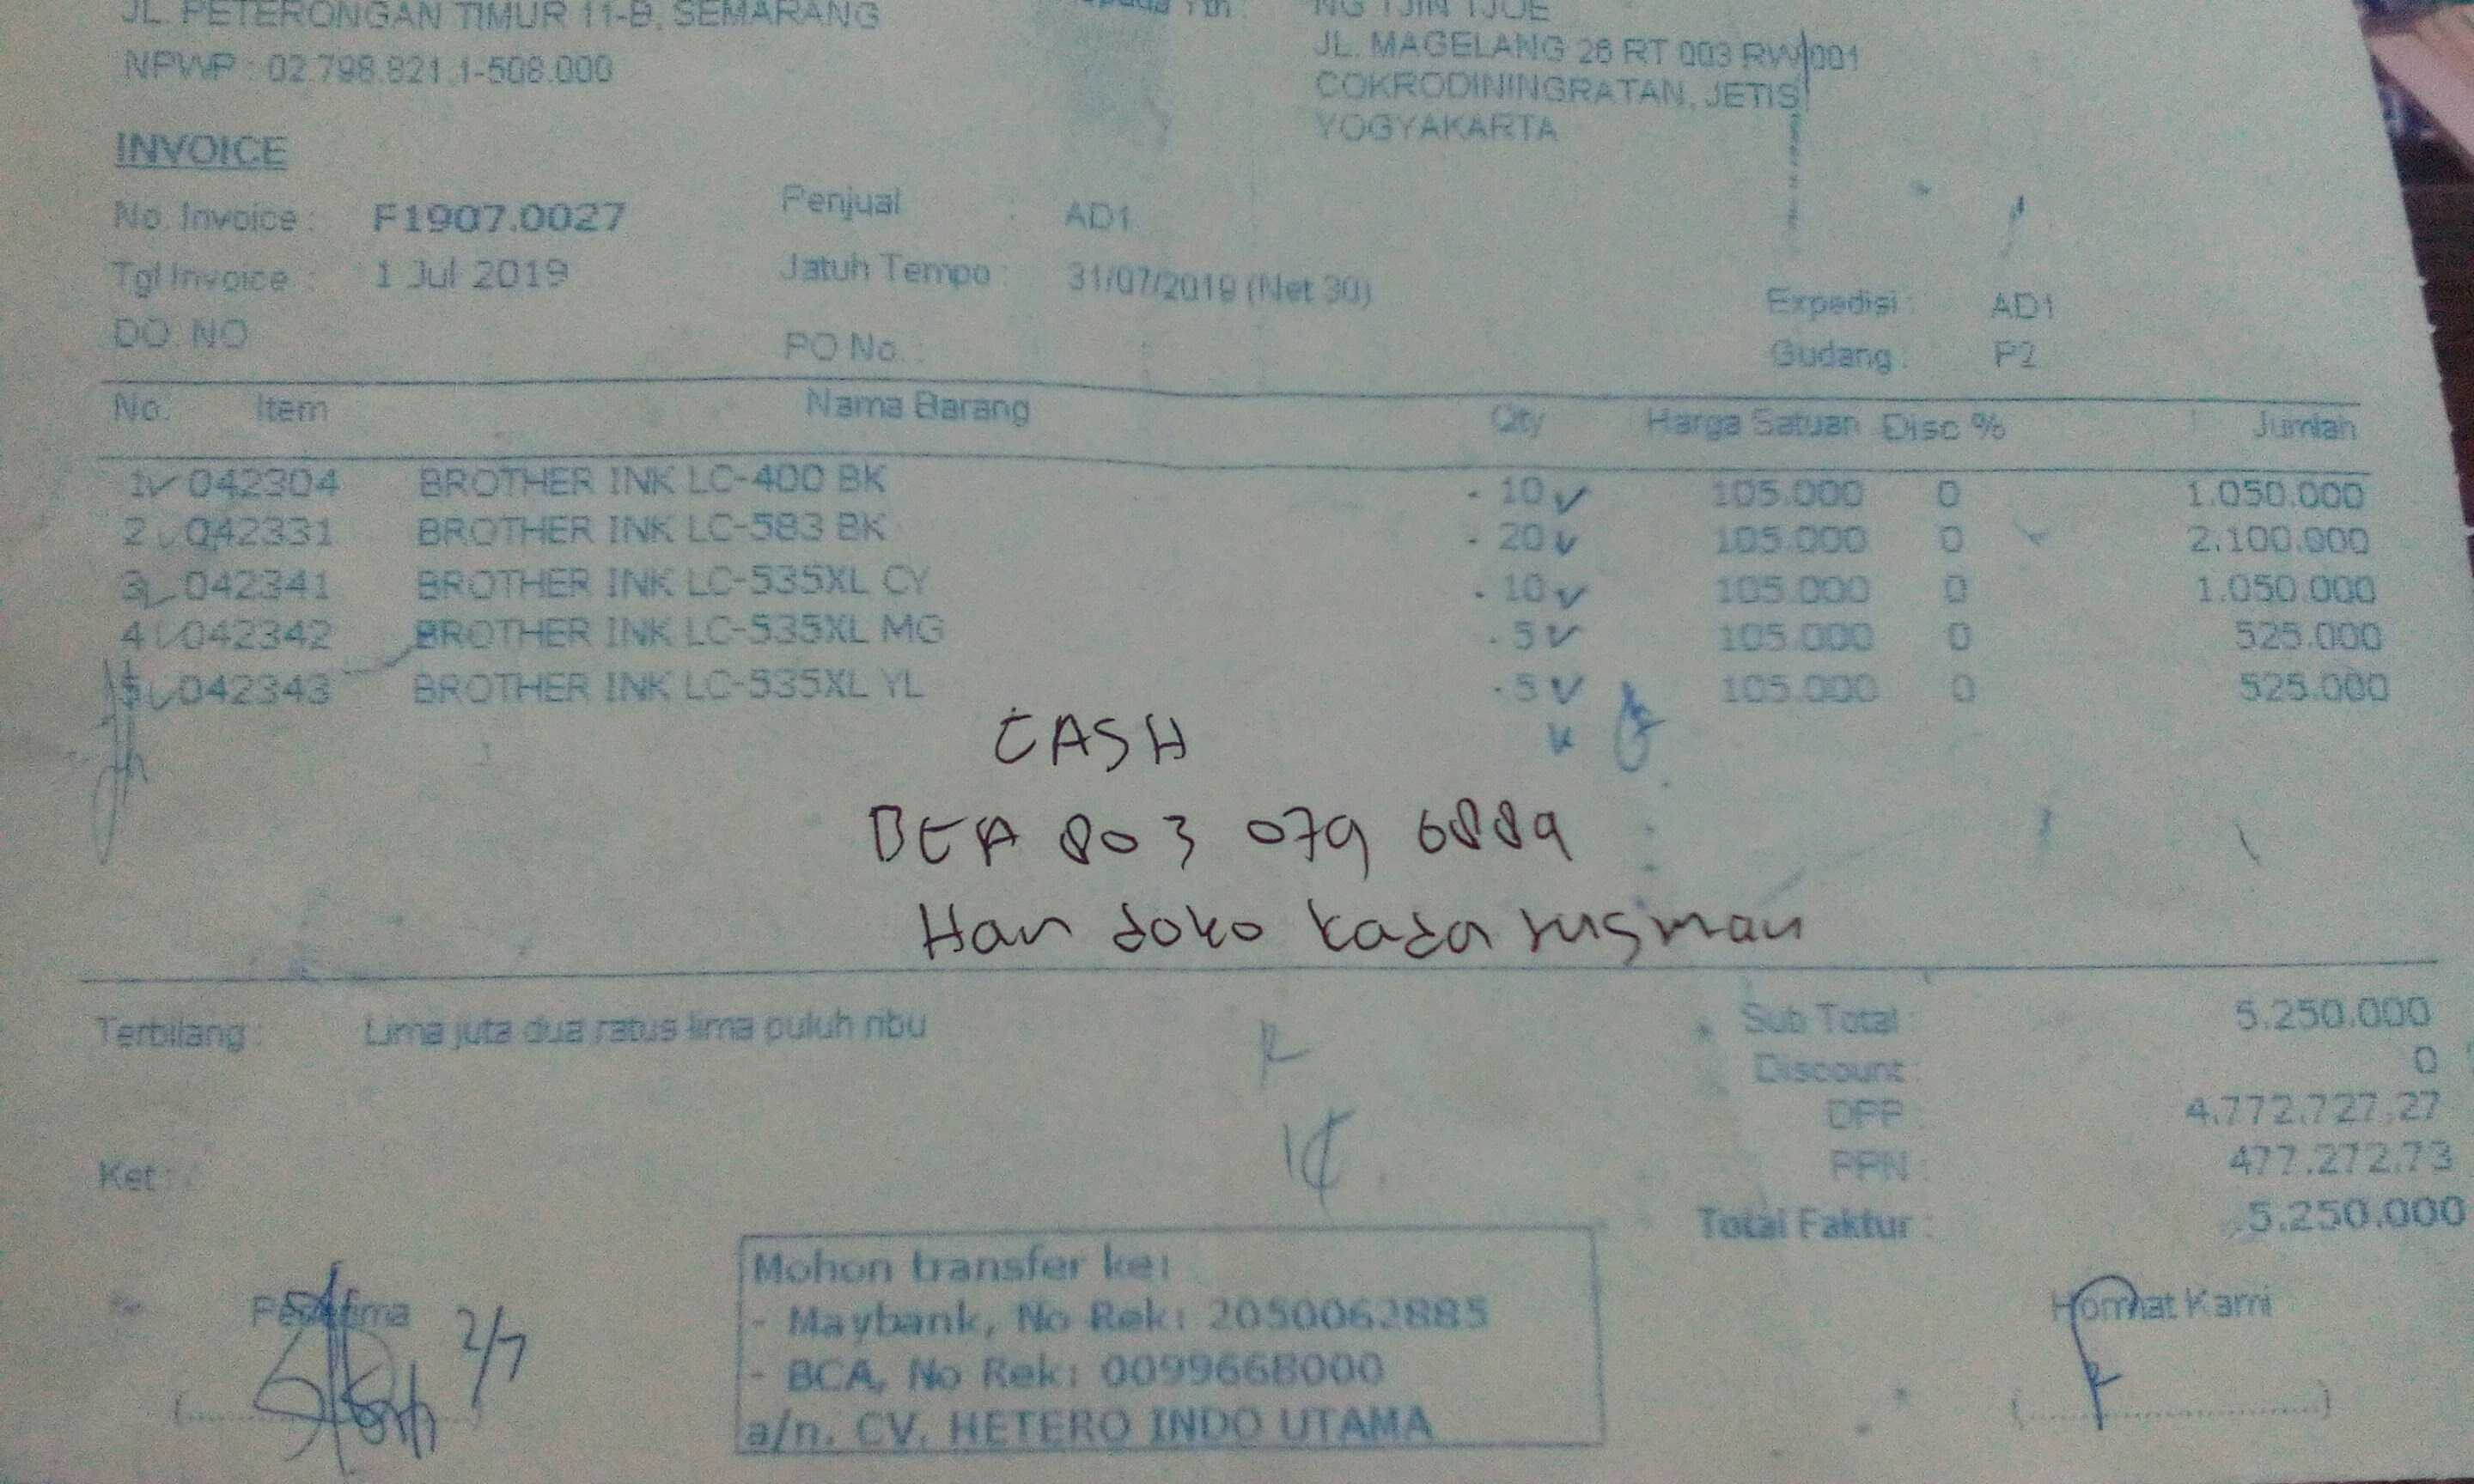 JL. PETERONGAN TIMUR 11-B, SEMARANG
NPWP : 02.798.821.1-508.000
Yth :
NG TJIN TJOE
JL. MAGELANG 26 RT 003 RW 001
COKRODININGRATAN, JETIS
YOGYAKARTA
INVOICE
No. Invoice : F1907.0027 Penjual : AD1
Tgl Invoice : 1 Jul 2019 Jatuh Tempo : 31/07/2019 (Net 30) Expedisi : AD1
DO NO PO No. : Gudang : P2
No. Item Nama Barang Qty Harga Satuan Disc % Jumlah
1 042304 BROTHER INK LC-400 BK 10 105.000 0 1.050.000
2 042331 BROTHER INK LC-583 BK 20 105.000 0 2.100.000
3 042341 BROTHER INK LC-535XL CY 10 105.000 0 1.050.000
4 042342 BROTHER INK LC-535XL MG 5 105.000 0 525.000
5 042343 BROTHER INK LC-535XL YL 5 105.000 0 525.000
CASH
BCA 803 079 6889
Han doko kada rusman
Terbilang : Lima juta dua ratus lima puluh ribu
Sub Total : 5.250.000
Discount : 0
DPP : 4.772.727,27
PPN : 477.272,73
Total Faktur : 5.250.000
Ket :
Mohon transfer ke:
- Maybank, No Rek: 2050062885
- BCA, No Rek: 0099668000
a/n. CV. HETERO INDO UTAMA
Penerima 2/7
Hormat Kami